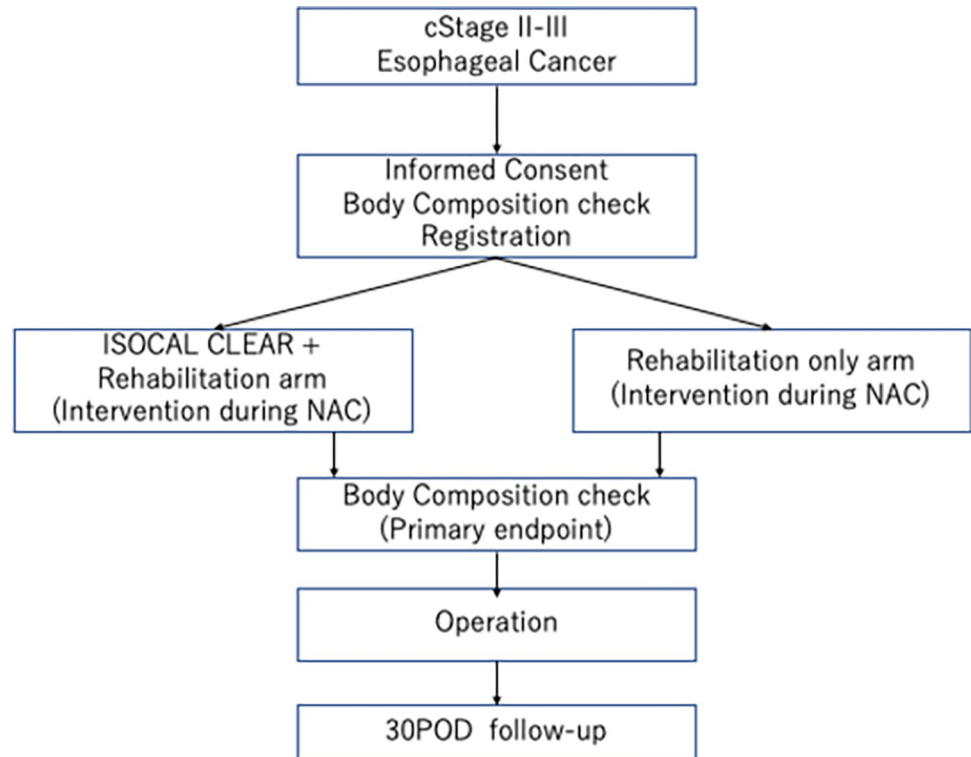 cStage II-III
Esophageal Cancer
Informed Consent
Body Composition check
Registration
ISOCAL CLEAR +
Rehabilitation arm
(Intervention during NAC)
Rehabilitation only arm
(Intervention during NAC)
Body Composition check
(Primary endpoint)
Operation
30POD follow-up